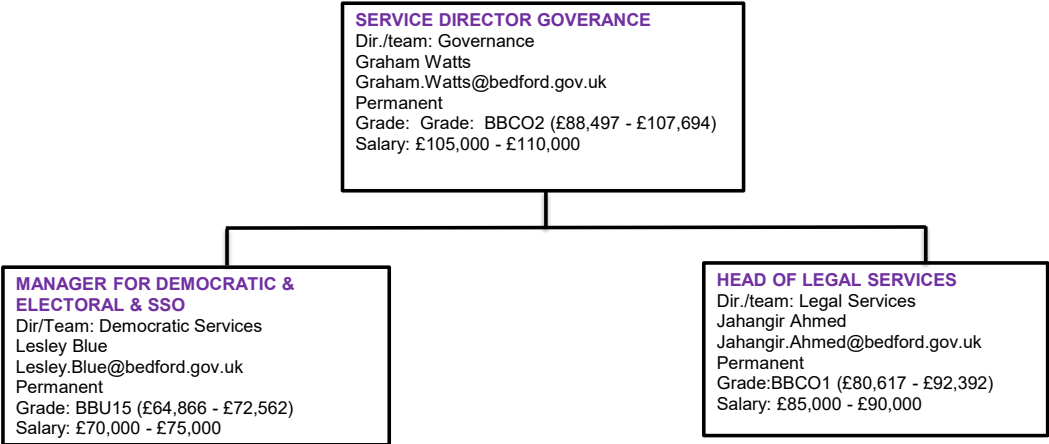 SERVICE DIRECTOR GOVERANCE
Dir./team: Governance
Graham Watts
Graham.Watts@bedford.gov.uk
Permanent
Grade:  Grade:  BBCO2 (£88,497 - £107,694)
Salary: £105,000 - £110,000
MANAGER FOR DEMOCRATIC &
ELECTORAL & SSO
Dir/Team: Democratic Services
Lesley Blue
Lesley.Blue@bedford.gov.uk
Permanent
Grade: BBU15 (£64,866 - £72,562)
Salary: £70,000 - £75,000
HEAD OF LEGAL SERVICES
Dir./team: Legal Services
Jahangir Ahmed
Jahangir.Ahmed@bedford.gov.uk
Permanent
Grade:BBCO1 (£80,617 - £92,392)
Salary: £85,000 - £90,000